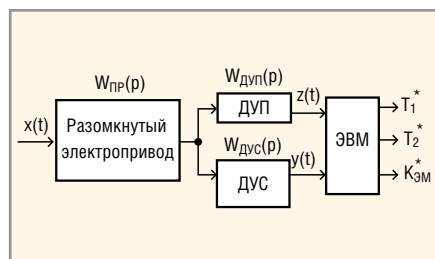 W_ПР(p)
x(t)
Разомкнутый
электропривод
W_ДУП(p)
ДУП
z(t)
W_ДУС(p)
ДУС
y(t)
ЭВМ
T_1^*
T_2^*
K_ЭМ^*